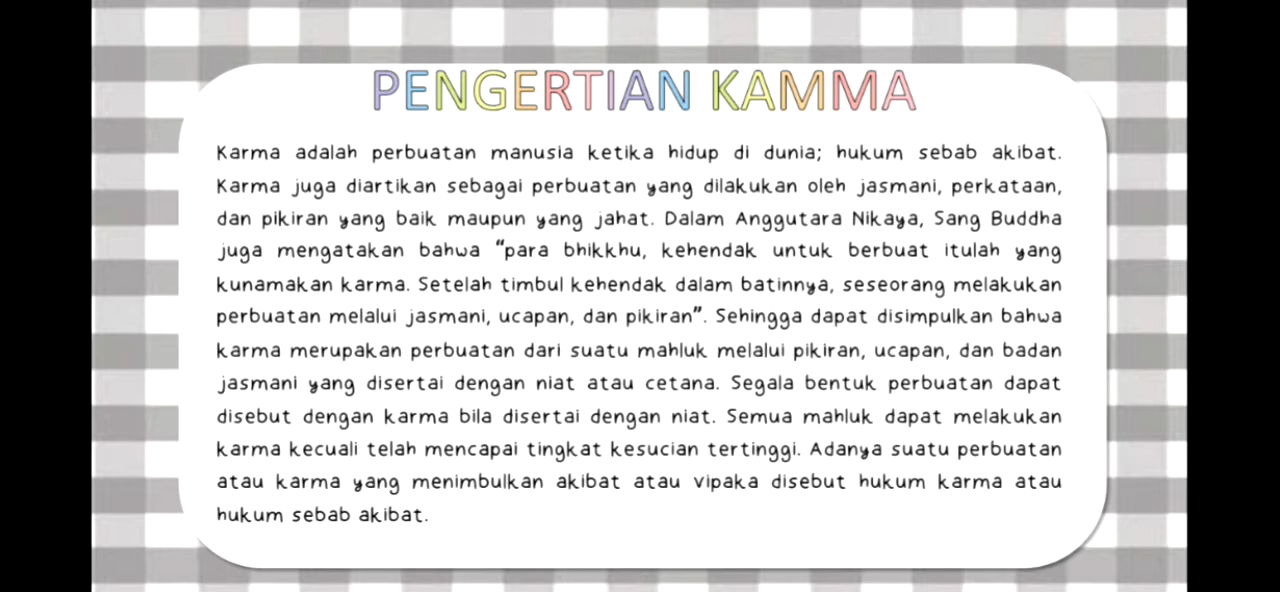 PENGERTIAN KAMMA
Karma adalah perbuatan manusia ketika hidup di dunia; hukum sebab akibat.
Karma juga diartikan sebagai perbuatan yang dilakukan oleh jasmani, perkataan,
dan pikiran yang baik maupun yang jahat. Dalam Anggutara Nikaya, Sang Buddha
juga mengatakan bahwa “para bhikkhu, kehendak untuk berbuat itulah yang
kunamakan karma. Setelah timbul kehendak dalam batinnya, seseorang melakukan
perbuatan melalui jasmani, ucapan, dan pikiran”. Sehingga dapat disimpulkan bahwa
karma merupakan perbuatan dari suatu mahluk melalui pikiran, ucapan, dan badan
jasmani yang disertai dengan niat atau cetana. Segala bentuk perbuatan dapat
disebut dengan karma bila disertai dengan niat. Semua mahluk dapat melakukan
karma kecuali telah mencapai tingkat kesucian tertinggi. Adanya suatu perbuatan
atau karma yang menimbulkan akibat atau vipaka disebut hukum karma atau
hukum sebab akibat.